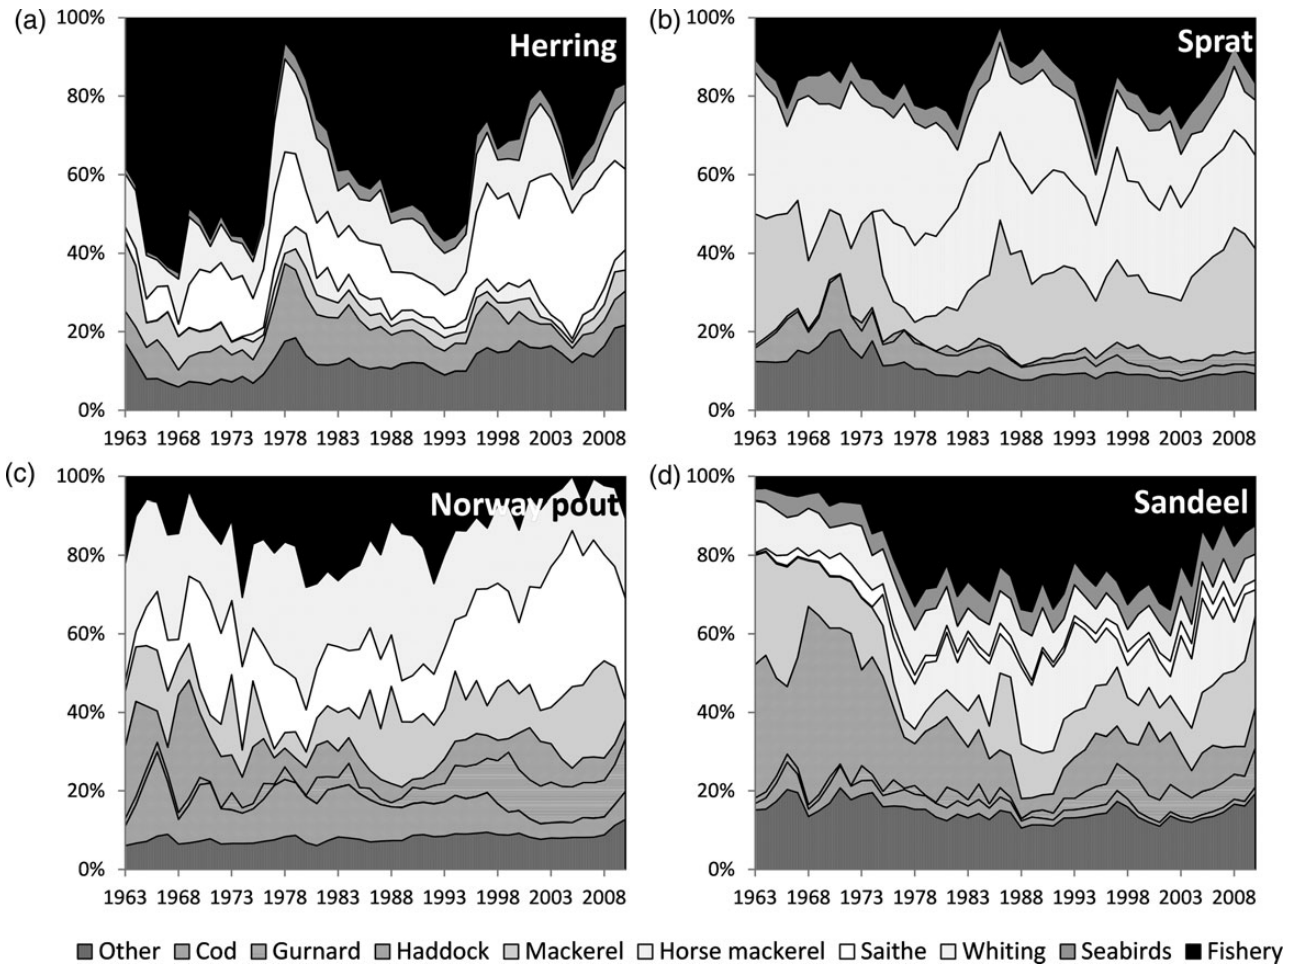 (a)
100%
80%
60%
40%
20%
0%
Herring
1963 1968 1973 1978 1983 1988 1993 1998 2003 2008
(b)
100%
80%
60%
40%
20%
0%
Sprat
1963 1968 1973 1978 1983 1988 1993 1998 2003 2008
(c)
100%
80%
60%
40%
20%
0%
Norway pout
1963 1968 1973 1978 1983 1988 1993 1998 2003 2008
(d)
100%
80%
60%
40%
20%
0%
Sandeel
1963 1968 1973 1978 1983 1988 1993 1998 2003 2008
Other Cod Gurnard Haddock Mackerel Horse mackerel Saithe Whiting Seabirds Fishery